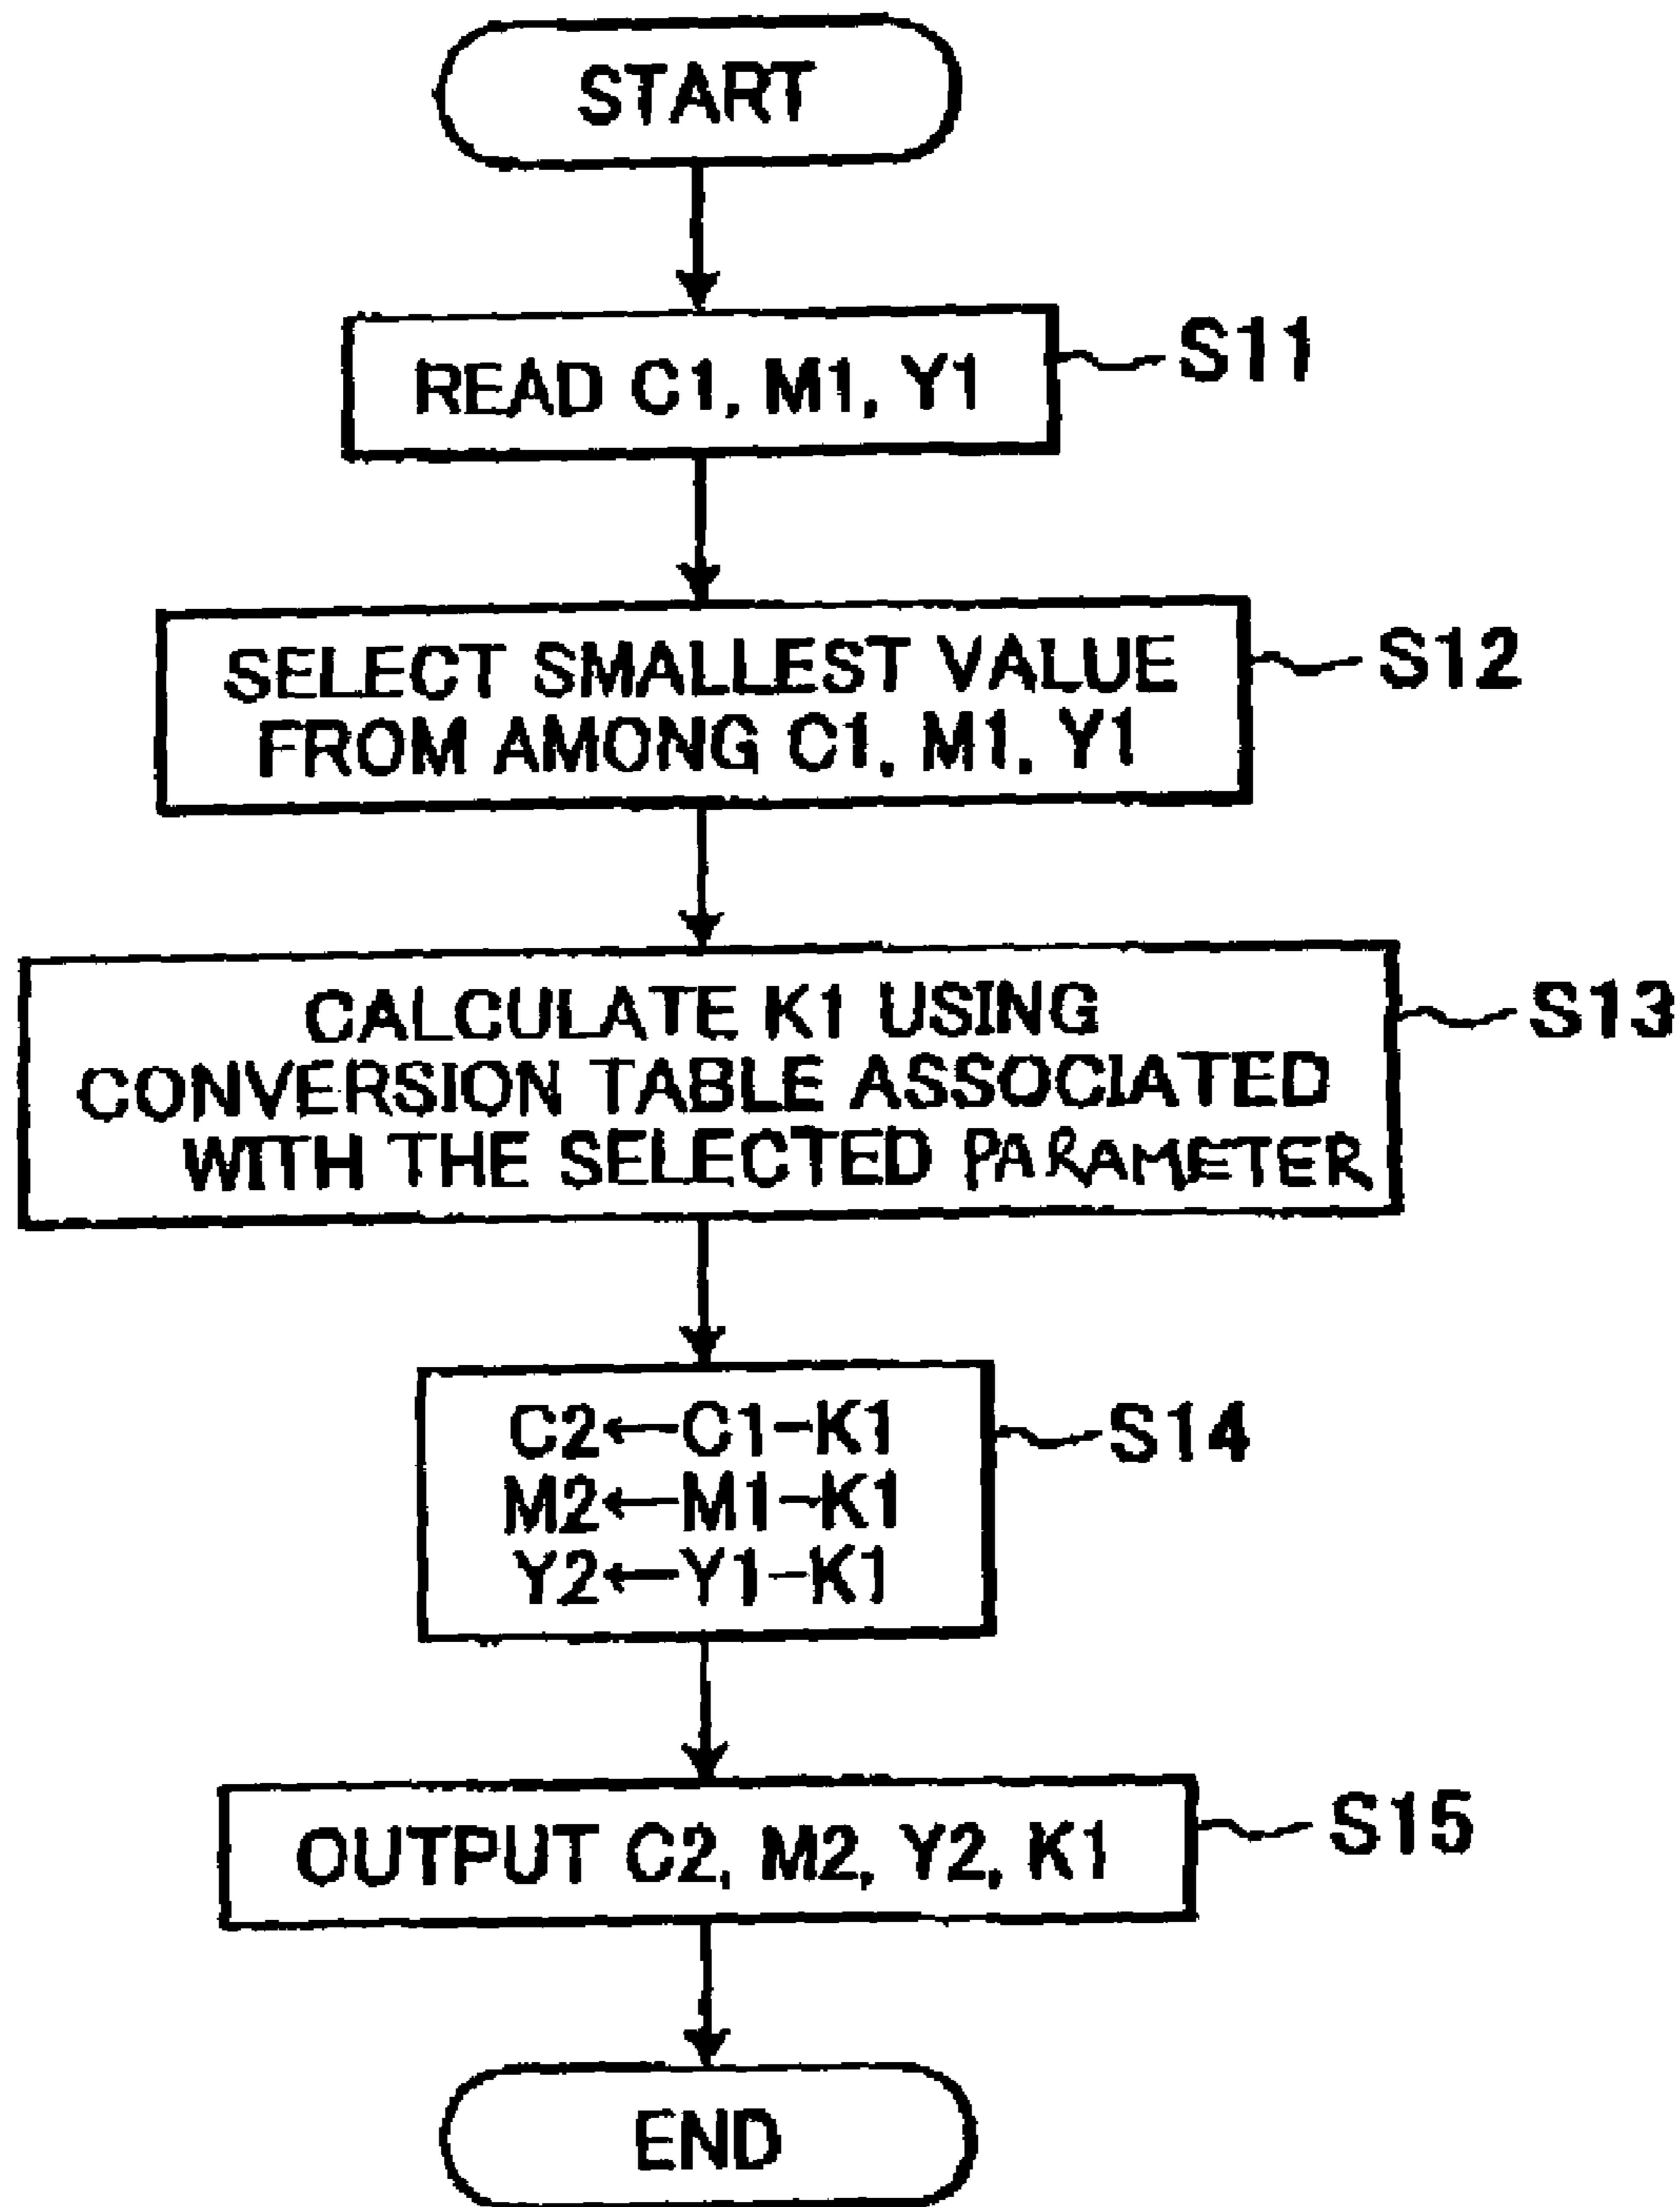 START
READ C1, M1, Y1
S11
SELECT SMALLEST VALUE
FROM AMONG C1, M1, Y1
S12
CALCULATE K1 USING
CONVERSION TABLE ASSOCIATED
WITH THE SELECTED PARAMETER
S13
C2←C1–K1
M2←M1–K1
Y2←Y1–K1
S14
OUTPUT C2, M2, Y2, K1
S15
END